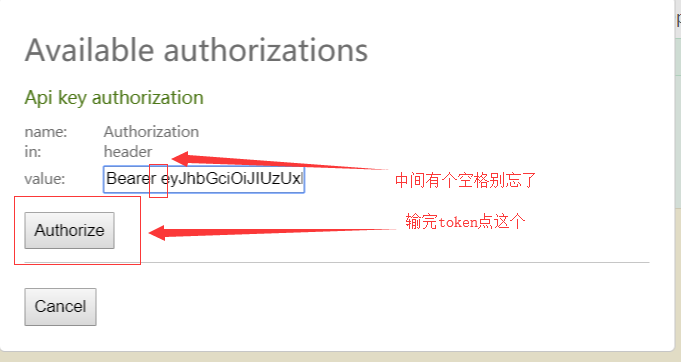 Available authorizations
Api key authorization
name: Authorization
in: header
value: Bearer eyJhbGciOiJIUzUxI
中间有个空格别忘了
Authorize
输完token点这个
Cancel